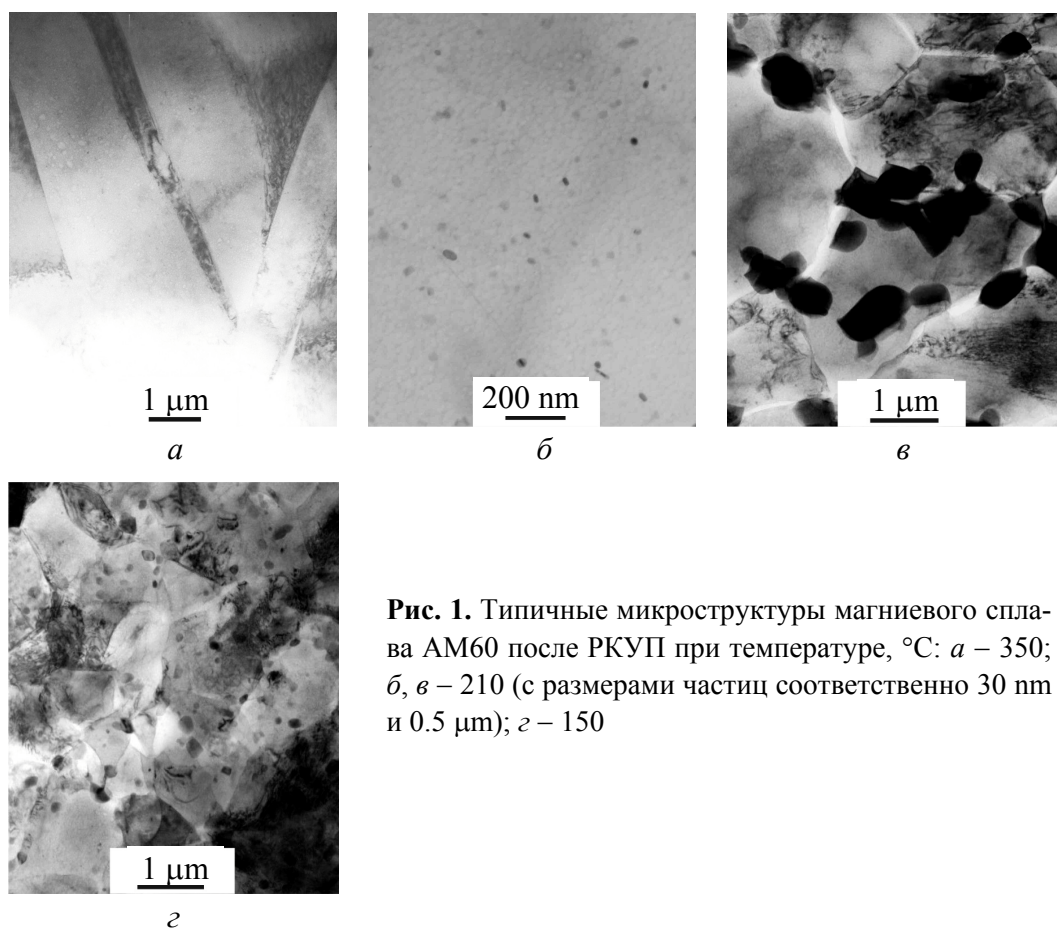 1 μm
200 nm
1 μm
а
б
в
1 μm
г
Рис. 1. Типичные микроструктуры магниевого спла-
ва АМ60 после РКУП при температуре, °С: а – 350;
б, в – 210 (с размерами частиц соответственно 30 nm
и 0.5 μm); г – 150